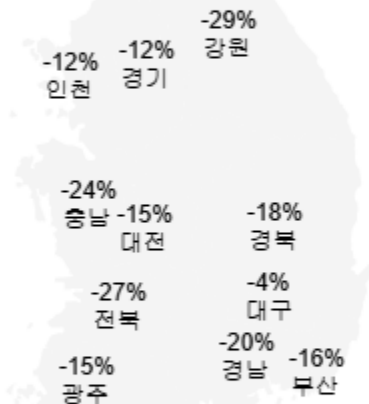 -29%
강원
-12%
인천
-12%
경기
-24%
충남
-15%
대전
-18%
경북
-27%
전북
-4%
대구
-20%
경남
-16%
부산
-15%
광주